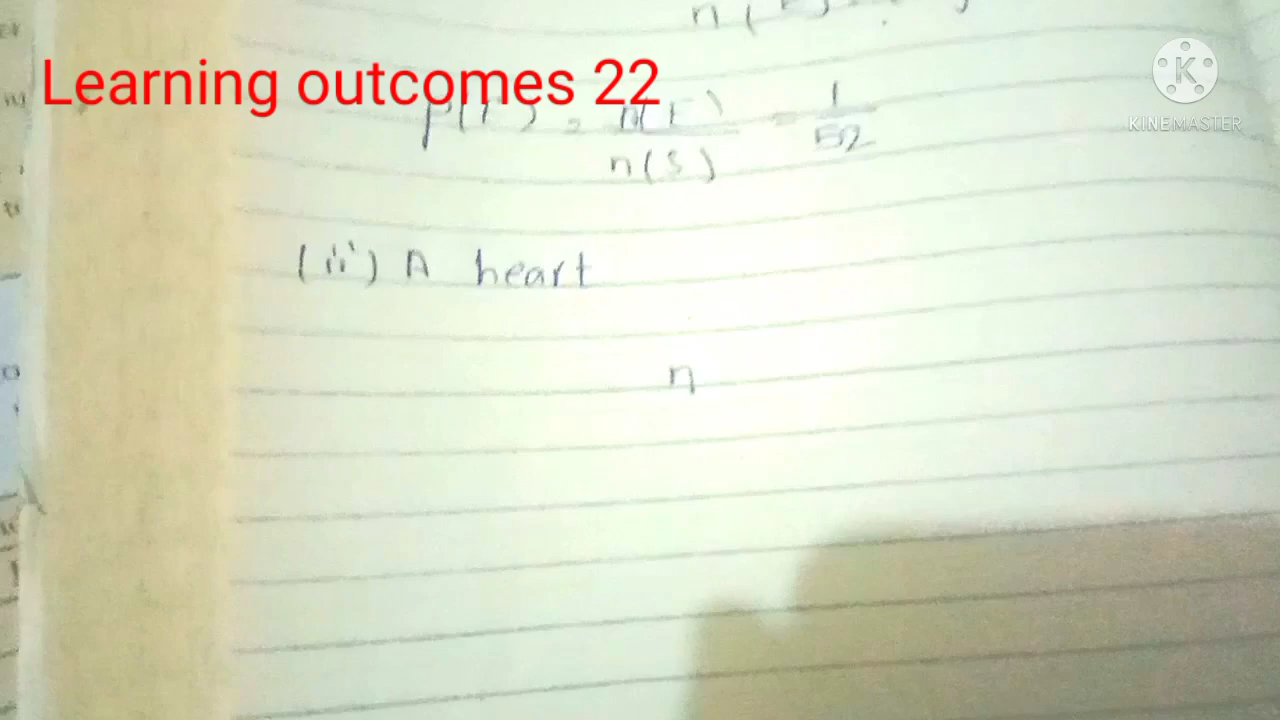 n(
Learning outcomes 22
KINEMASTER
P(F) = n(F) / n(S) = 1/52
(ii) A heart
n